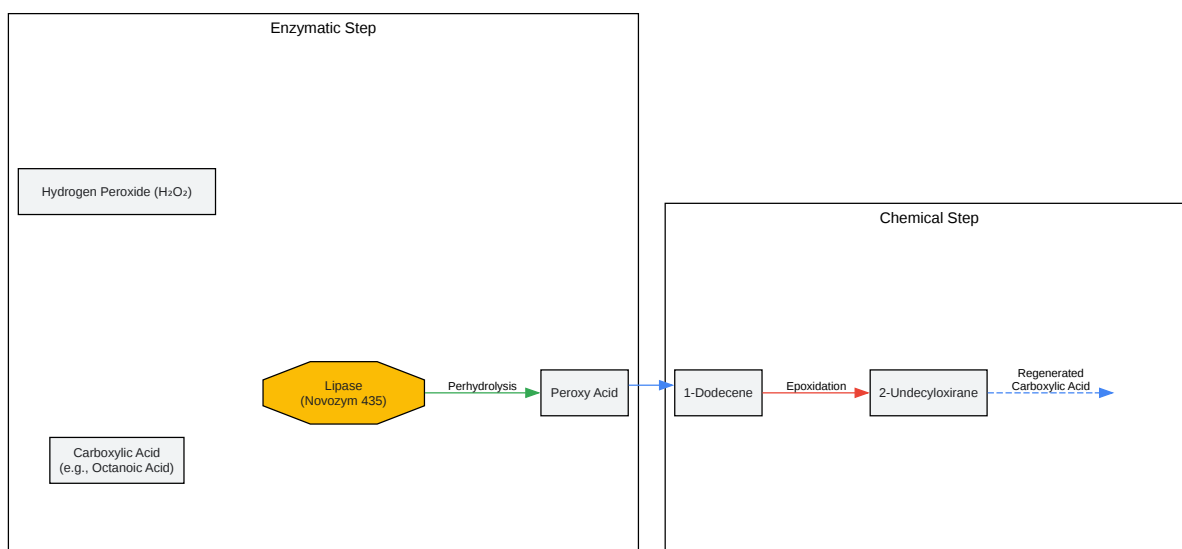 Enzymatic Step
Hydrogen Peroxide (H₂O₂)
Chemical Step
Lipase
(Novozym 435)
Perhydrolysis
Peroxy Acid
1-Dodecene
Epoxidation
2-Undecyloxirane
Regenerated
Carboxylic Acid
Carboxylic Acid
(e.g., Octanoic Acid)